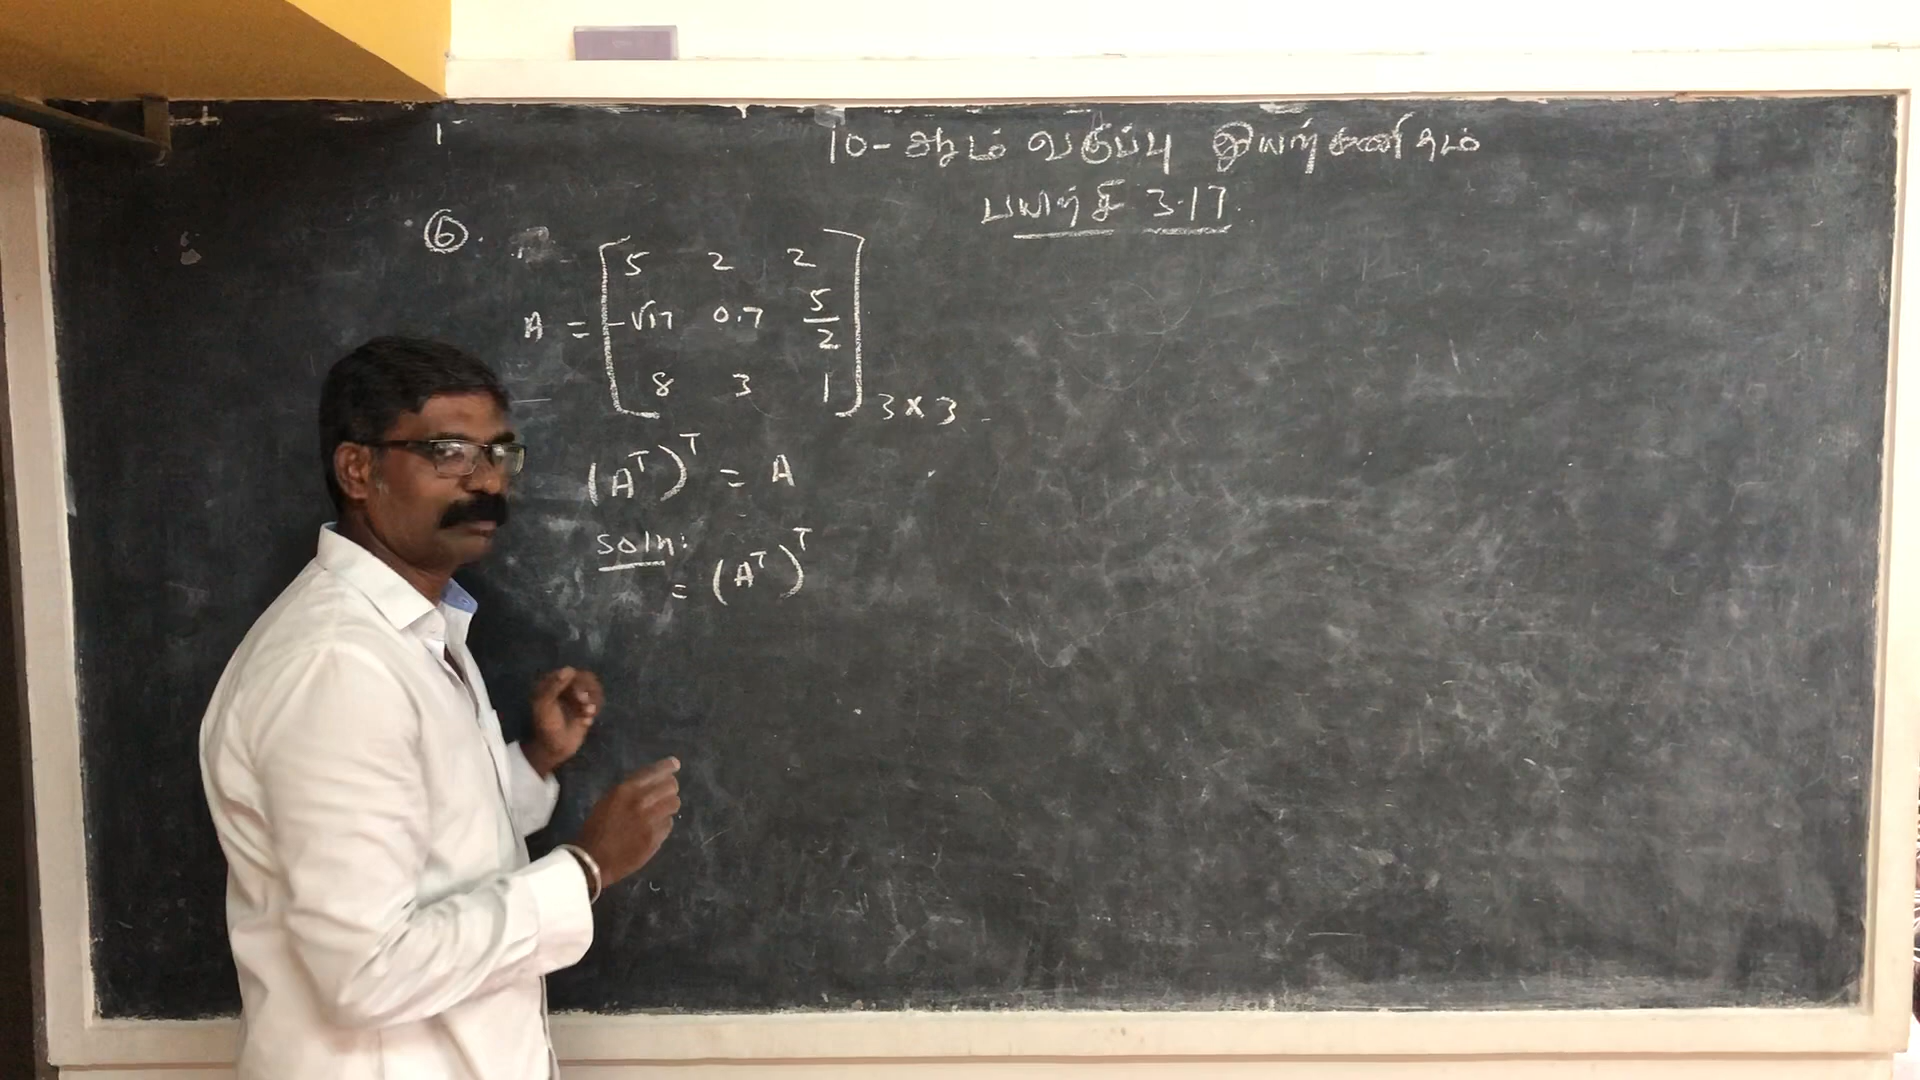 10-ஆம் வகுப்பு இயற்கணிதம்
பயிற்சி 3.17
⑥.
A = [ 5 2 2
-√17 0.7 5/2
8 3 1 ] 3×3
(Aᵀ)ᵀ = A
Soln:
= (Aᵀ)ᵀ